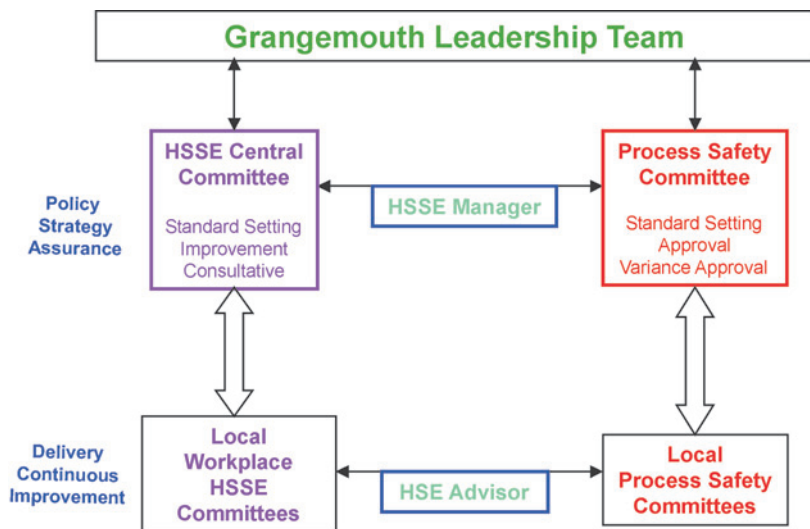 Grangemouth Leadership Team
HSSE Central
Committee
Standard Setting
Improvement
Consultative
Process Safety
Committee
Standard Setting
Approval
Variance Approval
HSSE Manager
Policy
Strategy
Assurance
Local
Workplace
HSSE
Committees
Local
Process Safety
Committees
HSE Advisor
Delivery
Continuous
Improvement